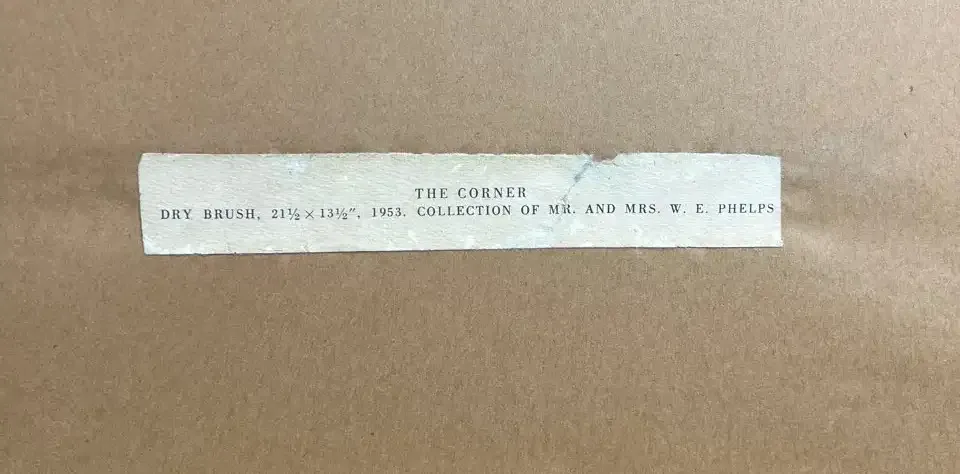 THE CORNER
DRY BRUSH, 21½ × 13½″, 1953. COLLECTION OF MR. AND MRS. W. E. PHELPS